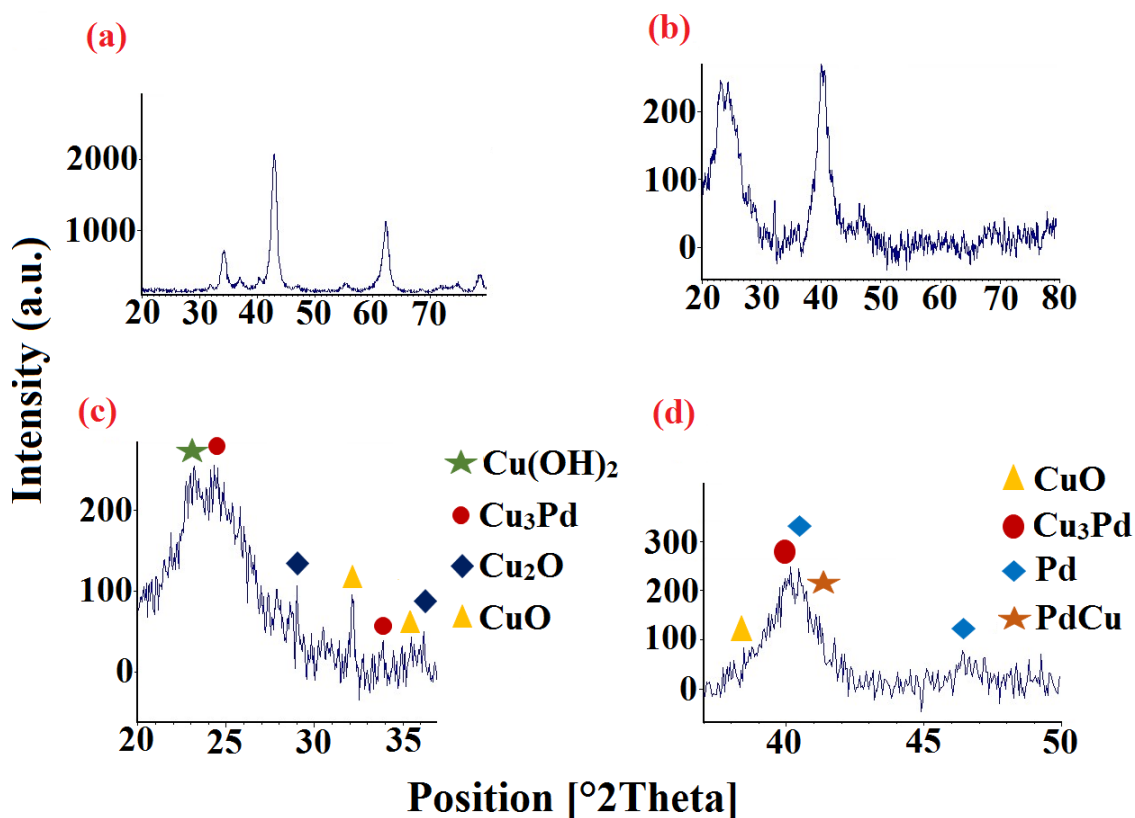 (a)
2000
1000
20 30 40 50 60 70
(b)
200
100
0
20 30 40 50 60 70 80
Intensity (a.u.)
(c)
200
100
0
20 25 30 35
Cu(OH)₂
Cu₃Pd
Cu₂O
CuO
(d)
300
200
100
0
40 45 50
CuO
Cu₃Pd
Pd
PdCu
Position [°2Theta]